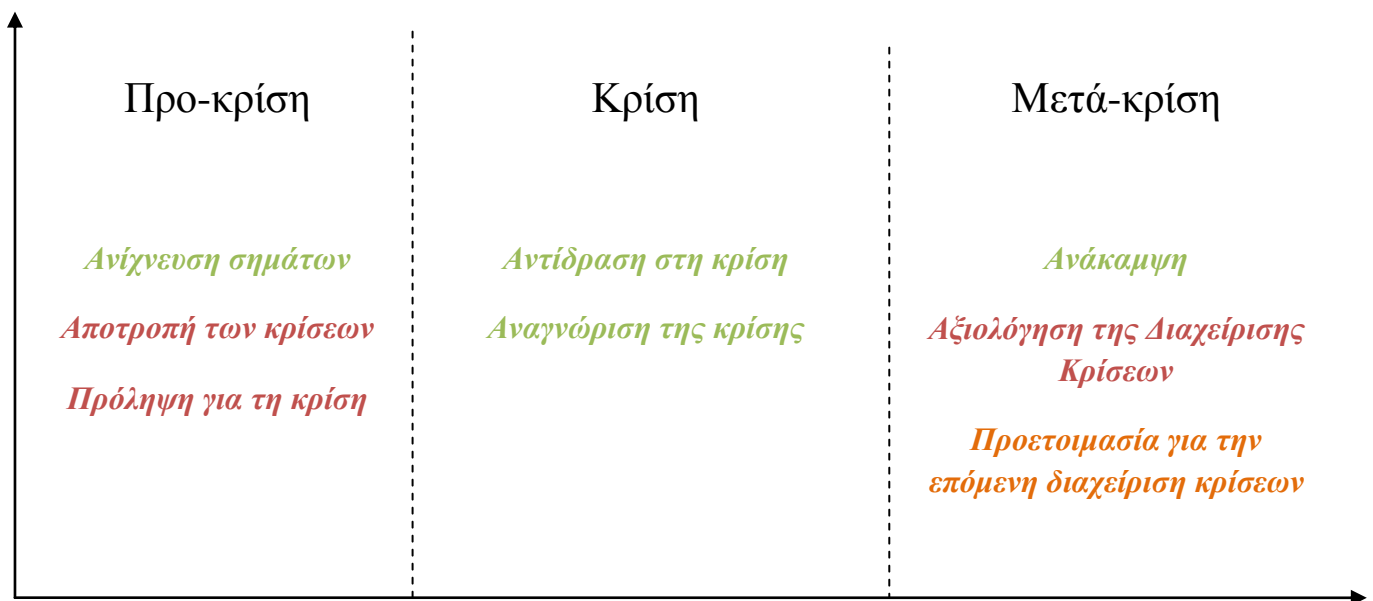 Προ-κρίση
Κρίση
Μετά-κρίση
Ανίχνευση σημάτων
Αποτροπή των κρίσεων
Πρόληψη για τη κρίση
Αντίδραση στη κρίση
Αναγνώριση της κρίσης
Ανάκαμψη
Αξιολόγηση της Διαχείρισης
Κρίσεων
Προετοιμασία για την
επόμενη διαχείριση κρίσεων